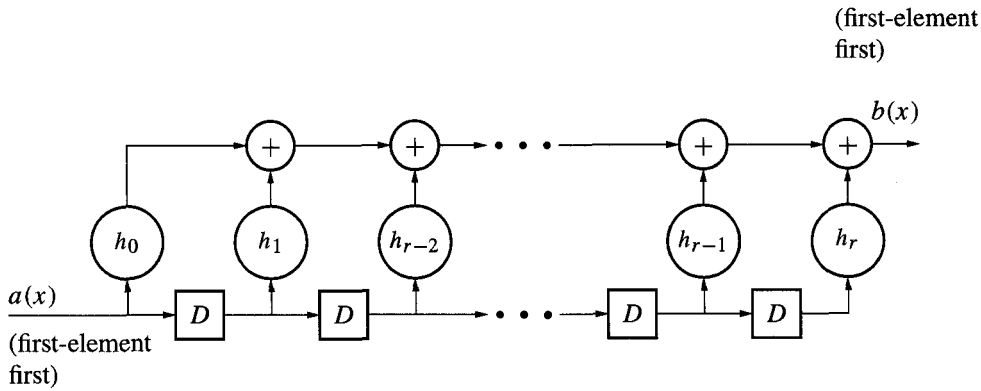 (first-element
first)
b(x)
+ + • • • + +
h₀ h₁ hᵣ₋₂ hᵣ₋₁ hᵣ
a(x)
D D • • • D D
(first-element
first)